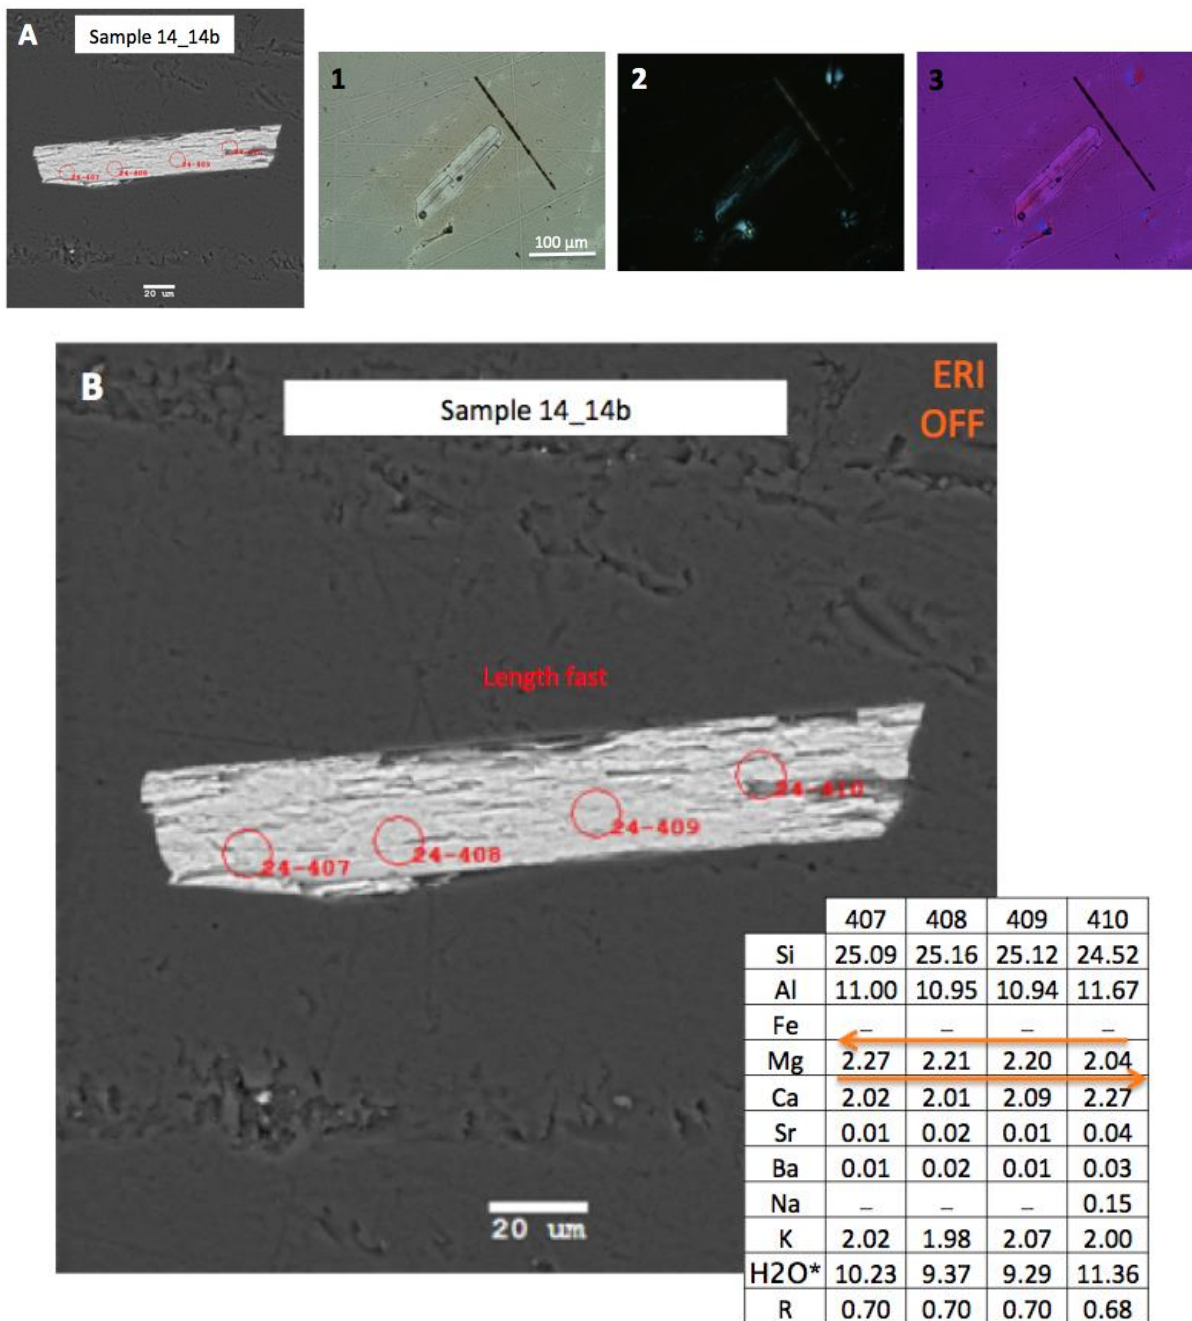 A
Sample 14_14b
24-407
24-408
24-409
20 um
1
100 µm
2
3
B
Sample 14_14b
ERI
OFF
Length fast
24-407
24-408
24-409
24-410
20 um
407 408 409 410
Si 25.09 25.16 25.12 24.52
Al 11.00 10.95 10.94 11.67
Fe – – – –
Mg 2.27 2.21 2.20 2.04
Ca 2.02 2.01 2.09 2.27
Sr 0.01 0.02 0.01 0.04
Ba 0.01 0.02 0.01 0.03
Na – – – 0.15
K 2.02 1.98 2.07 2.00
H2O* 10.23 9.37 9.29 11.36
R 0.70 0.70 0.70 0.68